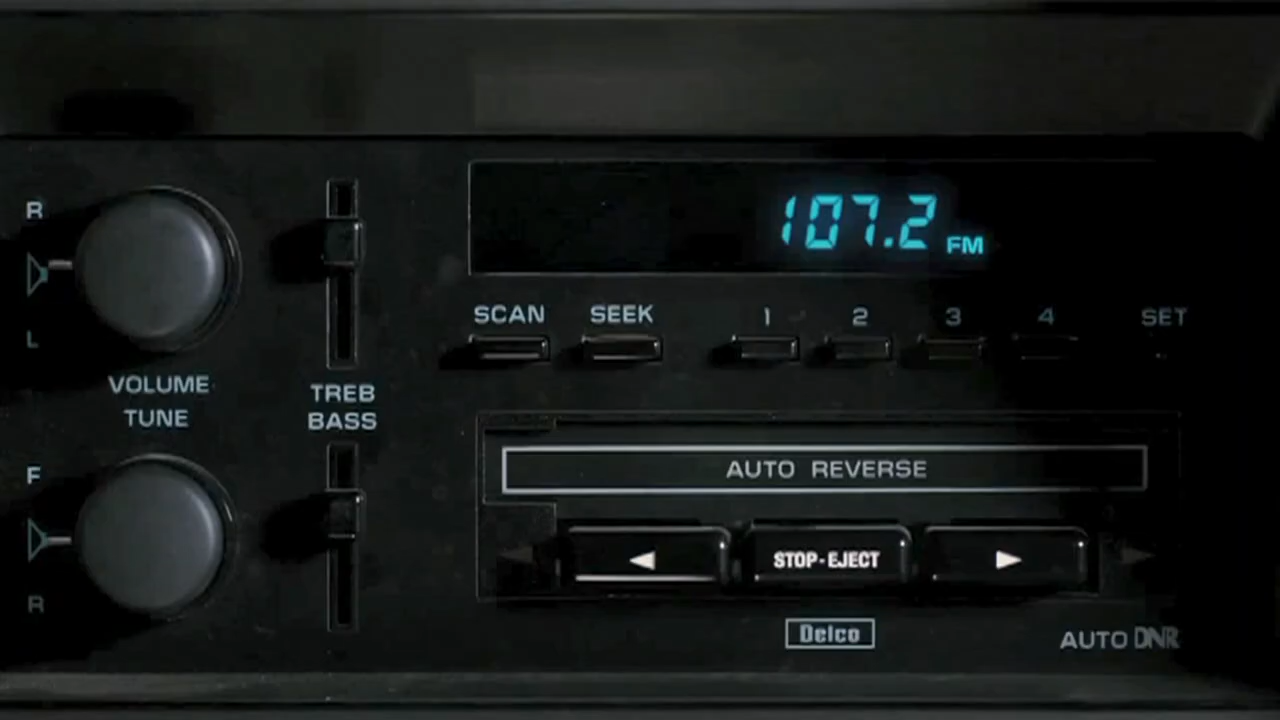 R
L
VOLUME
TUNE
F
R
TREB
BASS
107.2 FM
SCAN SEEK 1 2 3 4 SET
AUTO REVERSE
STOP-EJECT
Delco
AUTO DNR